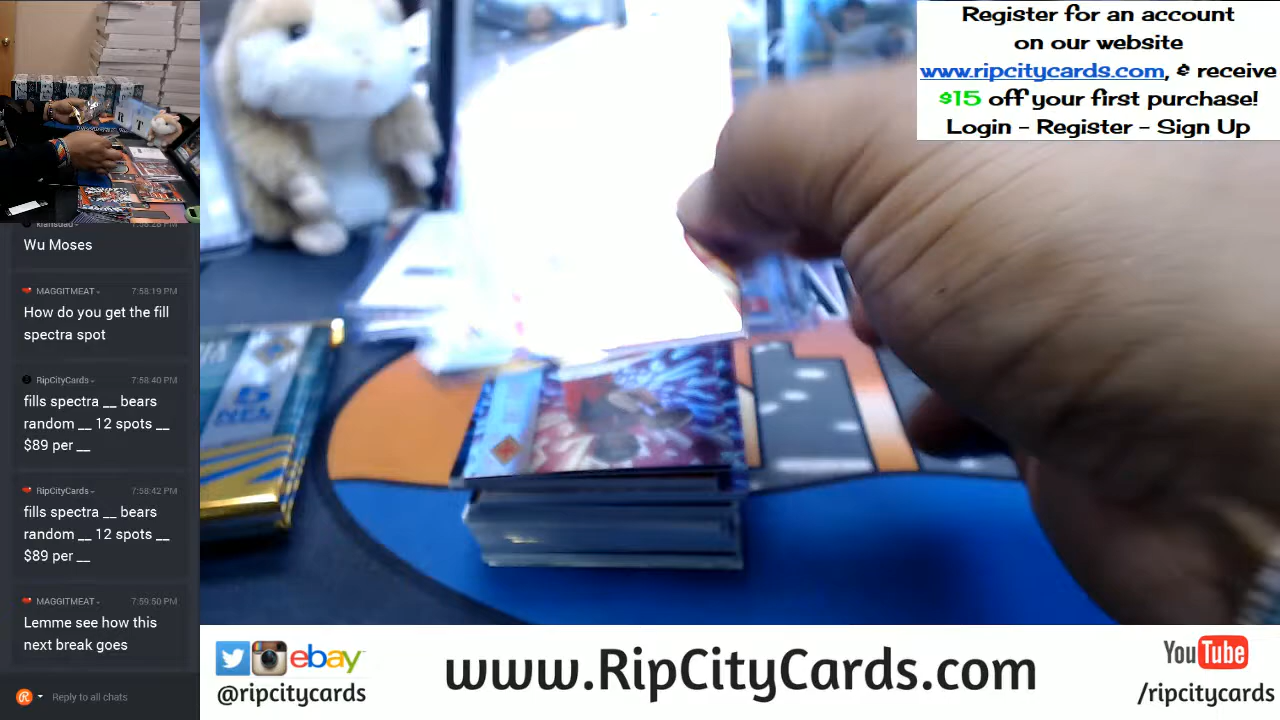 Register for an account
on our website
www.ripcitycards.com, & receive
$15 off your first purchase!
Login - Register - Sign Up
Wu Moses
MAGGITMEAT 7:58:19 PM
How do you get the fill
spectra spot
RipCityCards 7:58:40 PM
fills spectra __ bears
random __ 12 spots __
$89 per __
RipCityCards 7:58:42 PM
fills spectra __ bears
random __ 12 spots __
$89 per __
MAGGITMEAT 7:59:50 PM
Lemme see how this
next break goes
Reply to all chats
ebay
@ripcitycards
www.RipCityCards.com
YouTube
/ripcitycards